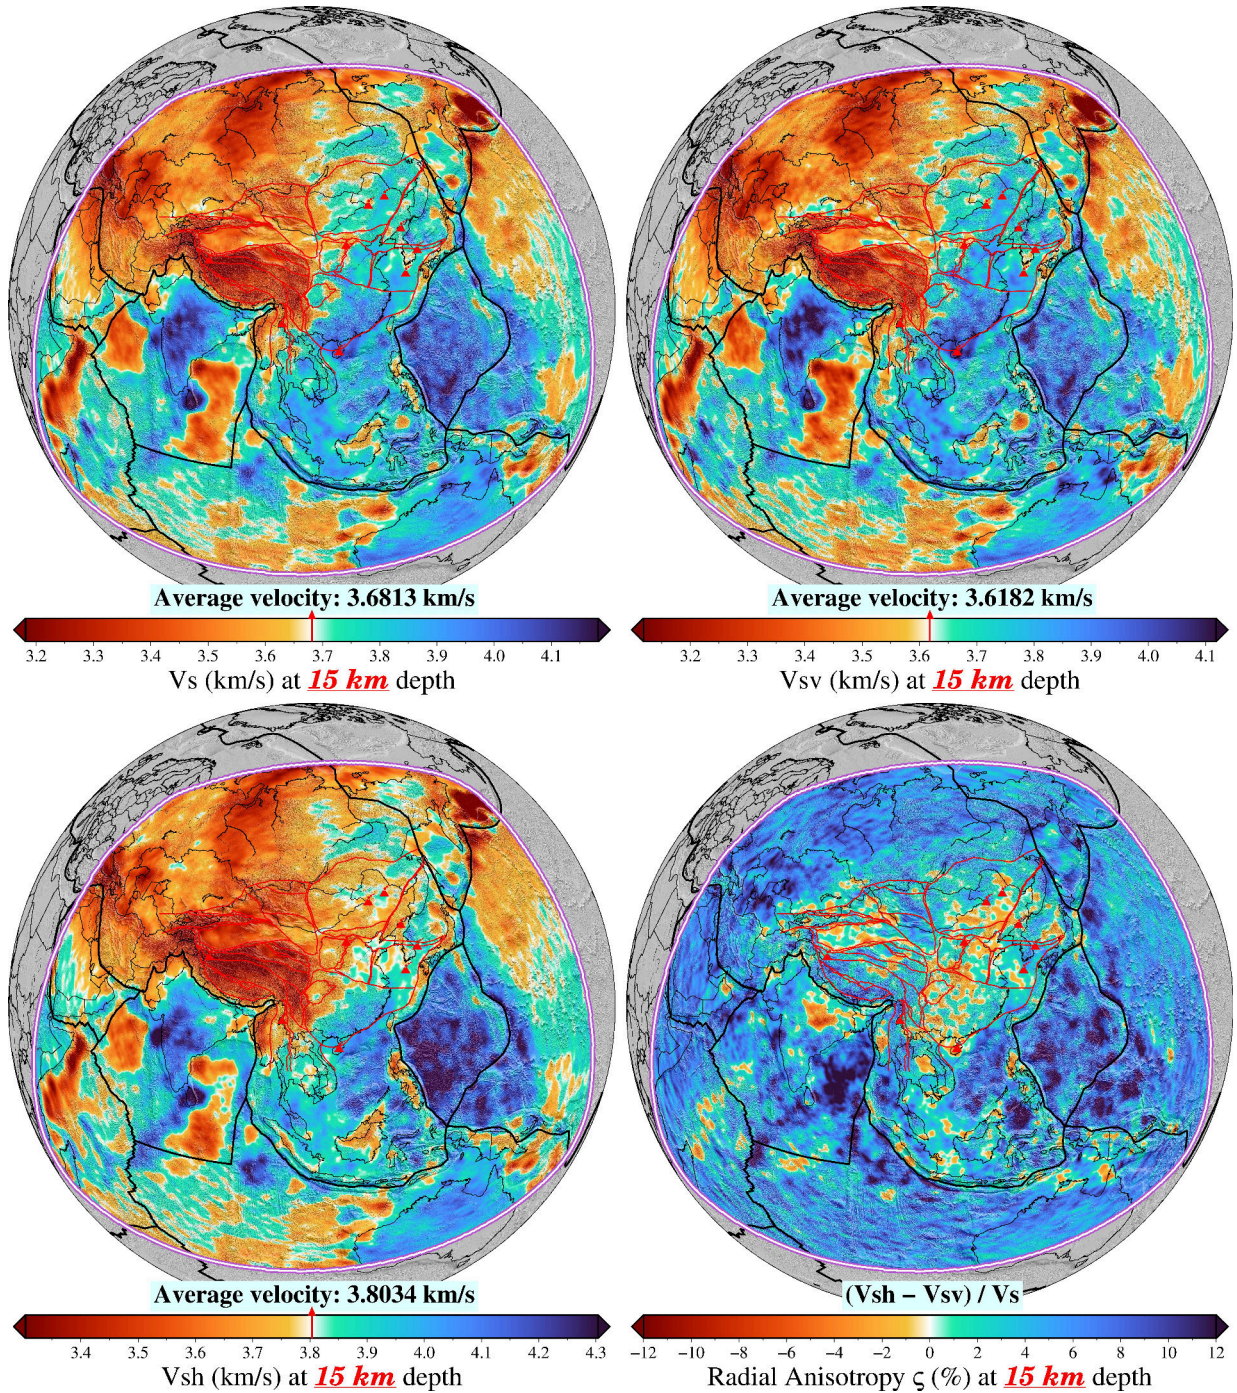 Average velocity: 3.6813 km/s
3.2 3.3 3.4 3.5 3.6 3.7 3.8 3.9 4.0 4.1
Vs (km/s) at 15 km depth
Average velocity: 3.6182 km/s
3.2 3.3 3.4 3.5 3.6 3.7 3.8 3.9 4.0 4.1
Vsv (km/s) at 15 km depth
Average velocity: 3.8034 km/s
3.4 3.5 3.6 3.7 3.8 3.9 4.0 4.1 4.2 4.3
Vsh (km/s) at 15 km depth
(Vsh − Vsv) / Vs
−12 −10 −8 −6 −4 −2 0 2 4 6 8 10 12
Radial Anisotropy ζ (%) at 15 km depth